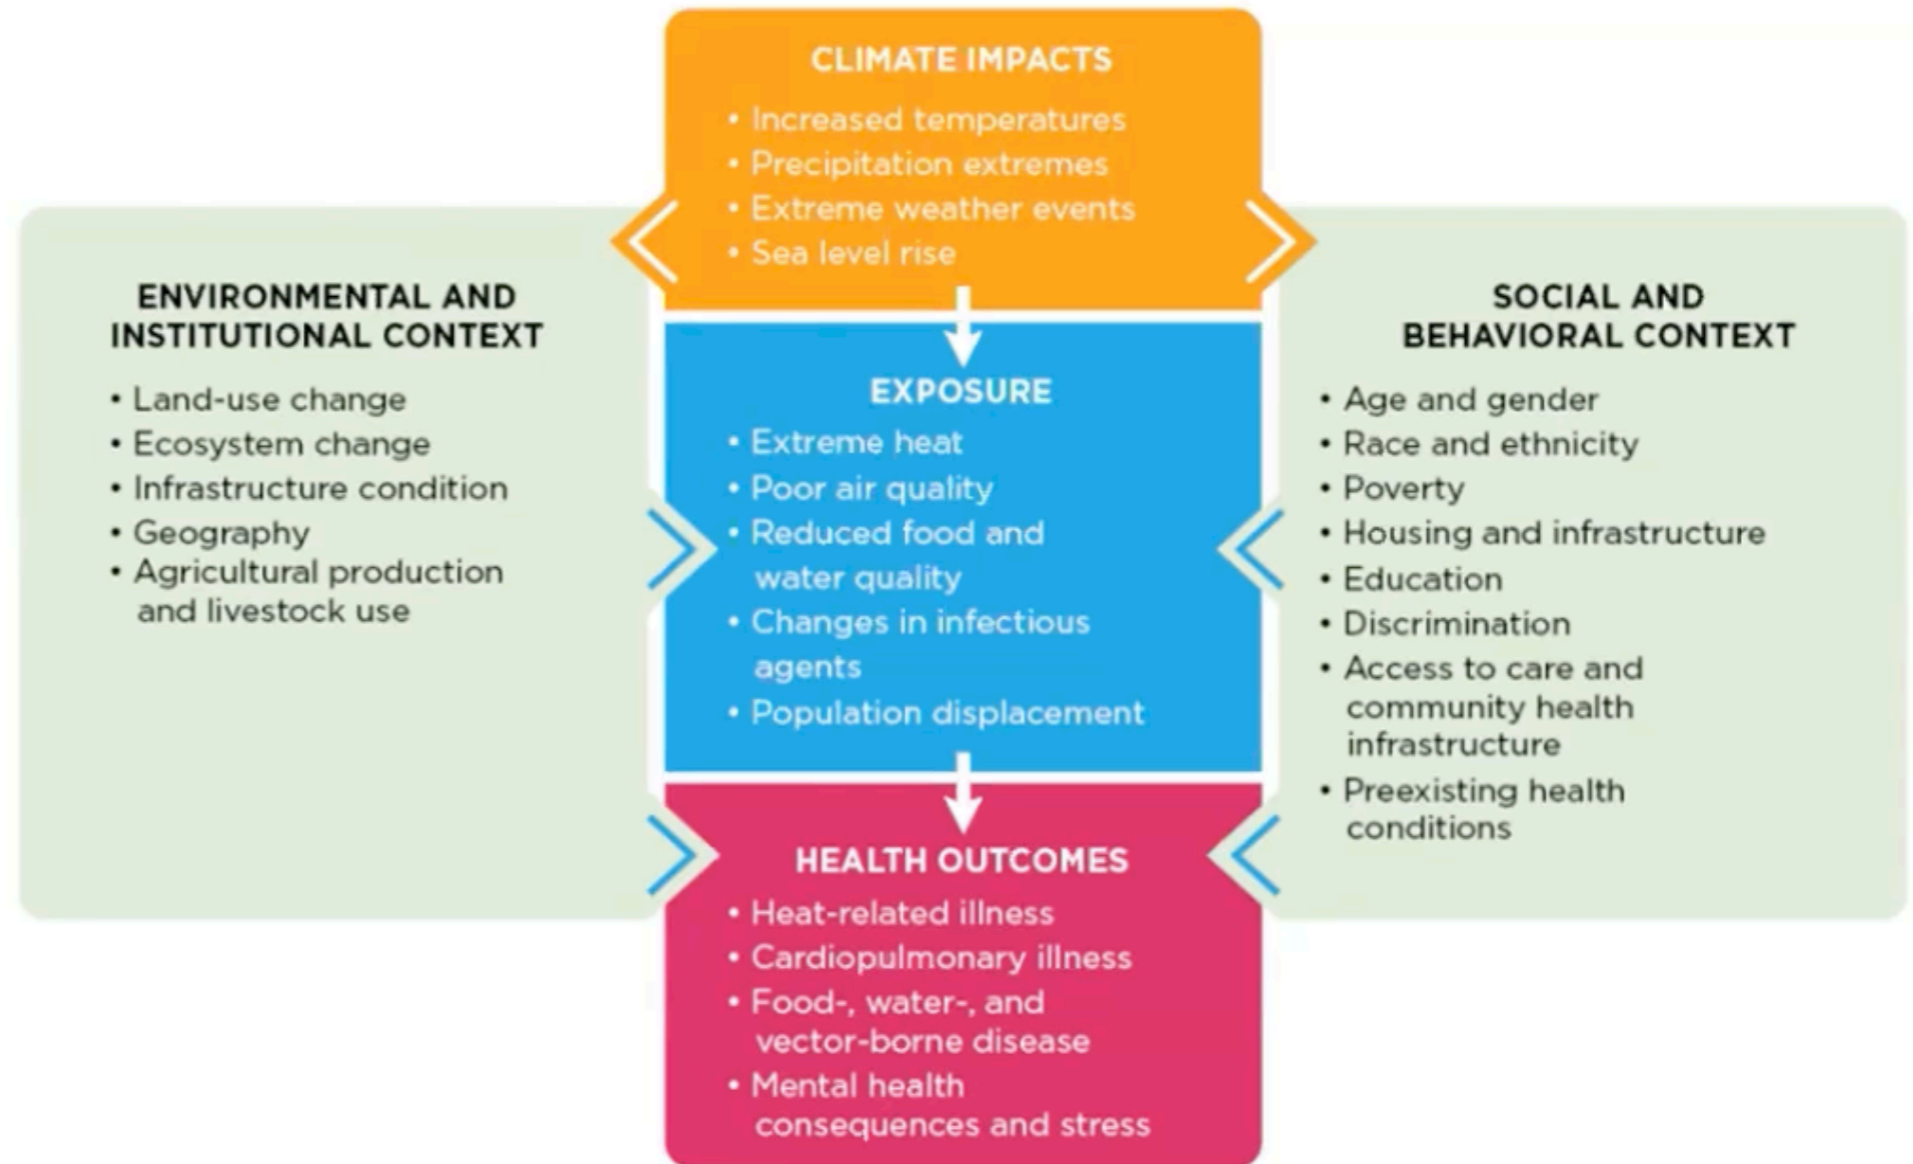 CLIMATE IMPACTS
• Increased temperatures
• Precipitation extremes
• Extreme weather events
• Sea level rise
ENVIRONMENTAL AND
INSTITUTIONAL CONTEXT
• Land-use change
• Ecosystem change
• Infrastructure condition
• Geography
• Agricultural production
and livestock use
EXPOSURE
• Extreme heat
• Poor air quality
• Reduced food and
water quality
• Changes in infectious
agents
• Population displacement
SOCIAL AND
BEHAVIORAL CONTEXT
• Age and gender
• Race and ethnicity
• Poverty
• Housing and infrastructure
• Education
• Discrimination
• Access to care and
community health
infrastructure
• Preexisting health
conditions
HEALTH OUTCOMES
• Heat-related illness
• Cardiopulmonary illness
• Food-, water-, and
vector-borne disease
• Mental health
consequences and stress